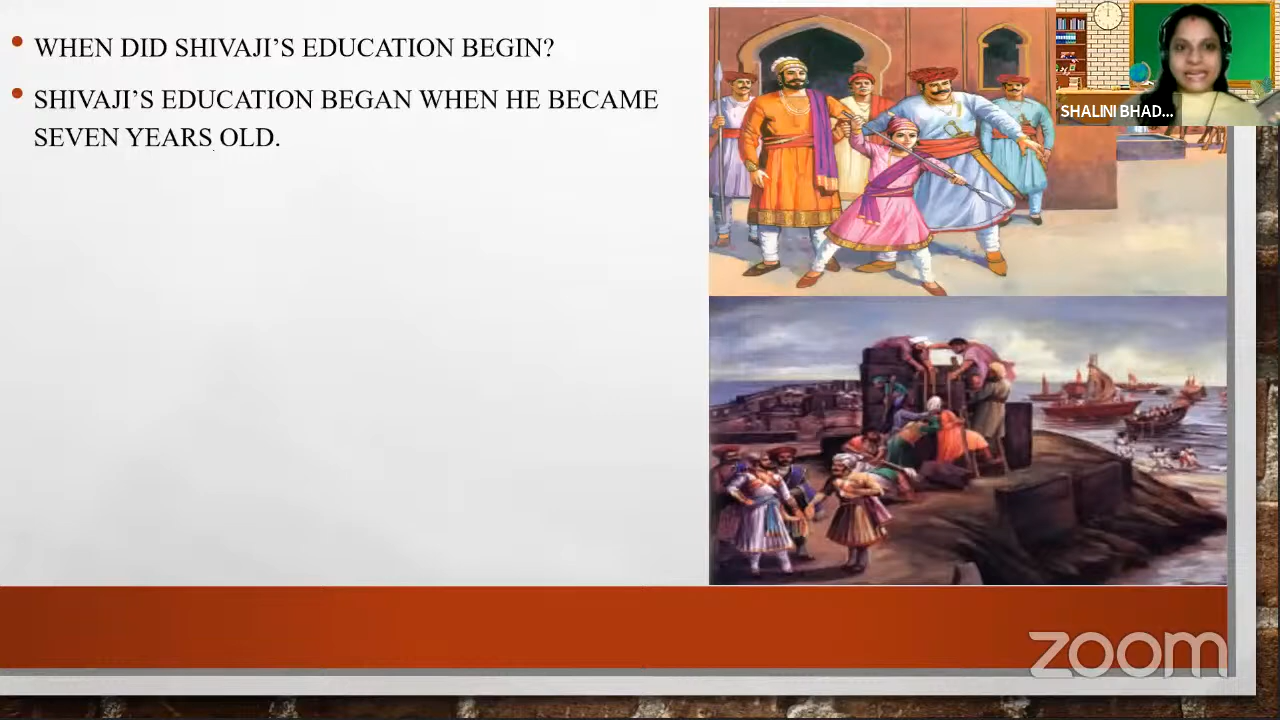 WHEN DID SHIVAJI’S EDUCATION BEGIN?
SHIVAJI’S EDUCATION BEGAN WHEN HE BECAME
SEVEN YEARS OLD.
SHALINI BHAD...
zoom